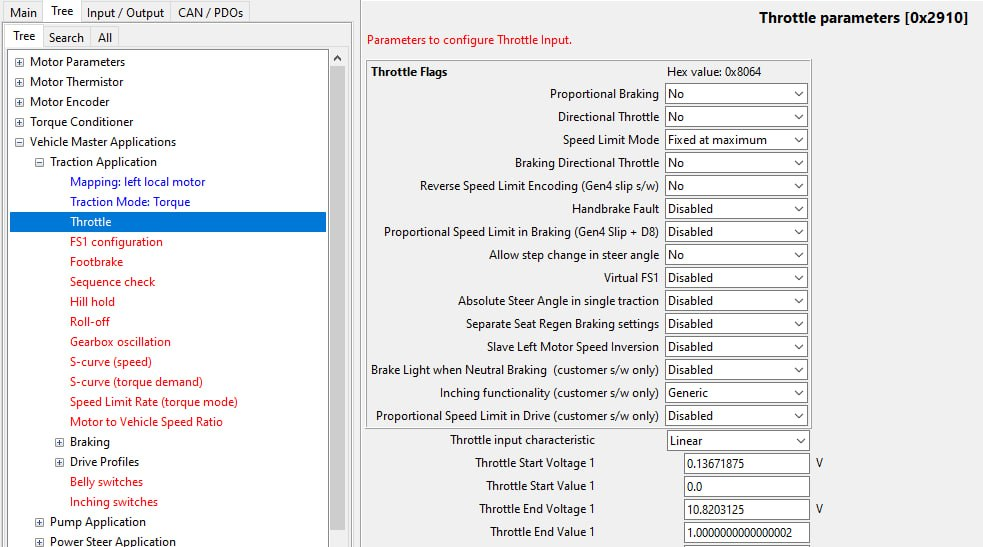 Main Tree Input / Output CAN / PDOs
Tree Search All
Motor Parameters
Motor Thermistor
Motor Encoder
Torque Conditioner
Vehicle Master Applications
Traction Application
Mapping: left local motor
Traction Mode: Torque
Throttle
FS1 configuration
Footbrake
Sequence check
Hill hold
Roll-off
Gearbox oscillation
S-curve (speed)
S-curve (torque demand)
Speed Limit Rate (torque mode)
Motor to Vehicle Speed Ratio
Braking
Drive Profiles
Belly switches
Inching switches
Pump Application
Power Steer Application
Throttle parameters [0x2910]
Parameters to configure Throttle Input.
Throttle Flags Hex value: 0x8064
Proportional Braking No
Directional Throttle No
Speed Limit Mode Fixed at maximum
Braking Directional Throttle No
Reverse Speed Limit Encoding (Gen4 slip s/w) No
Handbrake Fault Disabled
Proportional Speed Limit in Braking (Gen4 Slip + D8) Disabled
Allow step change in steer angle No
Virtual FS1 Disabled
Absolute Steer Angle in single traction Disabled
Separate Seat Regen Braking settings Disabled
Slave Left Motor Speed Inversion Disabled
Brake Light when Neutral Braking (customer s/w only) Disabled
Inching functionality (customer s/w only) Generic
Proportional Speed Limit in Drive (customer s/w only) Disabled
Throttle input characteristic Linear
Throttle Start Voltage 1 0.13671875 V
Throttle Start Value 1 0.0
Throttle End Voltage 1 10.8203125 V
Throttle End Value 1 1.0000000000000002